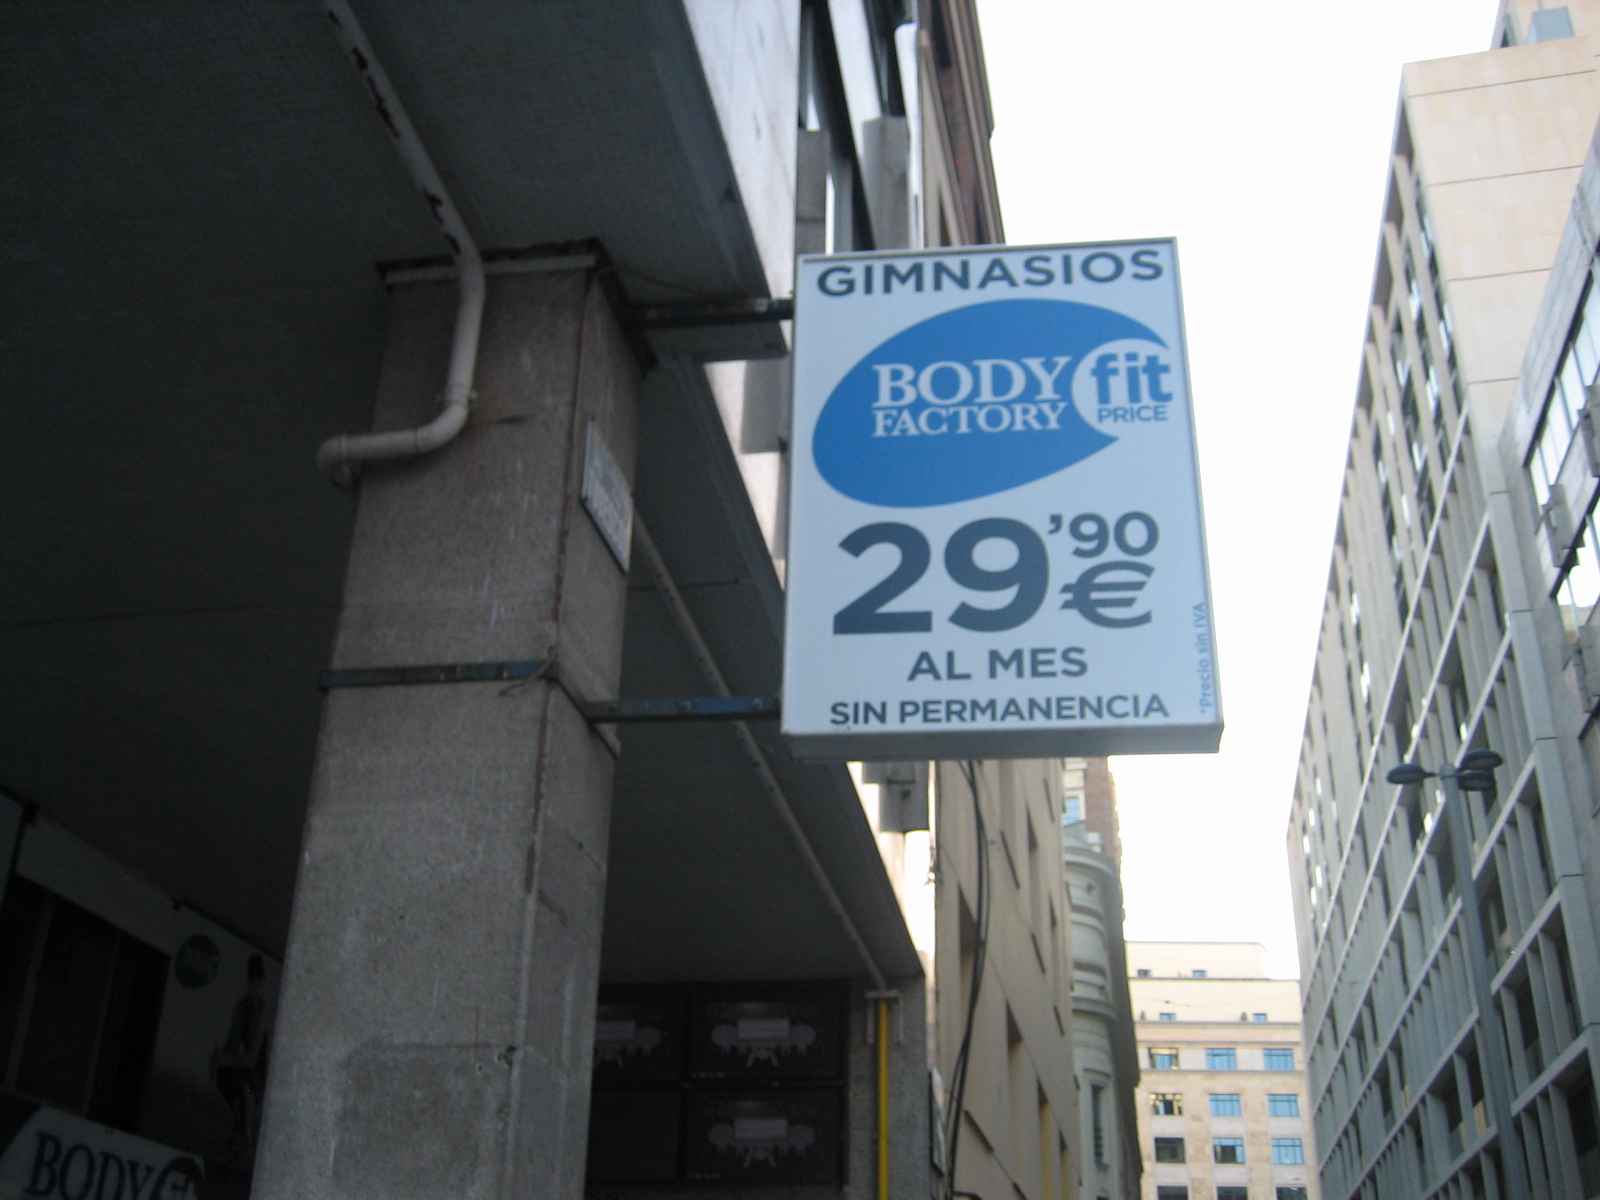 GIMNASIOS
BODY fit
FACTORY PRICE
29'90
€
AL MES
SIN PERMANENCIA
*Precio sin IVA
BODY